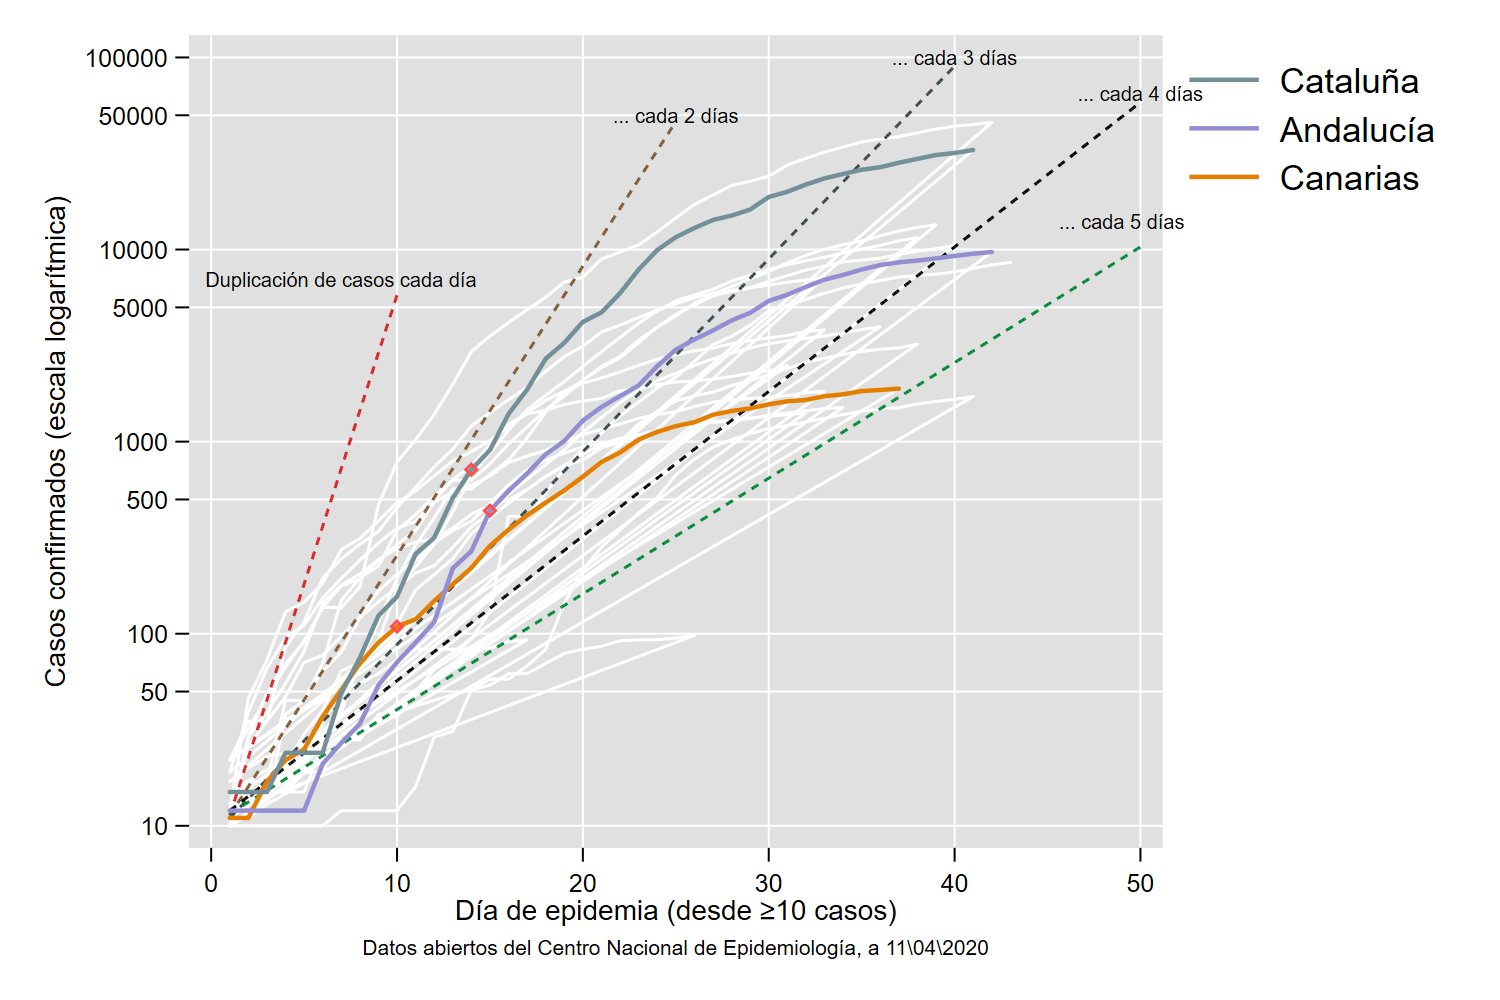 100000
50000
10000
5000
1000
500
100
50
10
Casos confirmados (escala logarítmica)
Duplicación de casos cada día
... cada 2 días
... cada 3 días
... cada 4 días
... cada 5 días
Cataluña
Andalucía
Canarias
0 10 20 30 40 50
Día de epidemia (desde ≥10 casos)
Datos abiertos del Centro Nacional de Epidemiología, a 11\04\2020